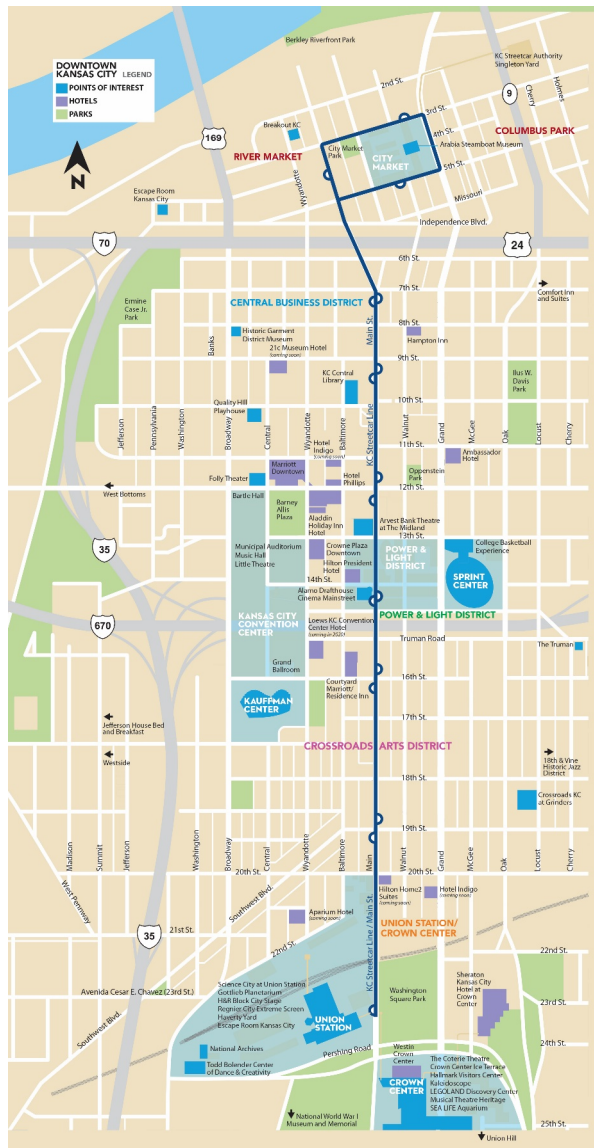 Berkley Riverfront Park
DOWNTOWN
KANSAS CITY LEGEND
POINTS OF INTEREST
HOTELS
PARKS
N
KC Streetcar Authority
Singleton Yard
2nd St.
9
Cherry
Holmes
3rd St.
169
Breakout KC
4th St.
COLUMBUS PARK
RIVER MARKET
City Market
Park
CITY
MARKET
Arabia Steamboat Museum
5th St.
Escape Room
Kansas City
Wyandotte
Missouri
Independence Blvd.
70
24
6th St.
7th St.
Comfort Inn
and Suites
Ermine
Case Jr.
Park
CENTRAL BUSINESS DISTRICT
Main St.
8th St.
Banks
Historic Garment
District Museum
Hampton Inn
21c Museum Hotel
(coming soon)
9th St.
KC Central
Library
Ilus W.
Davis
Park
10th St.
Quality Hill
Playhouse
KC Streetcar Line
Jefferson
Pennsylvania
Washington
Broadway
Central
Wyandotte
Baltimore
Walnut
Grand
McGee
Oak
Locust
Cherry
11th St.
Hotel
Indigo
(coming soon)
Ambassador
Hotel
Marriott
Downtown
Folly Theater
Hotel
Phillips
Oppenstein
Park
12th St.
West Bottoms
Bartle Hall
Barney
Allis
Plaza
Aladdin
Holiday Inn
Hotel
Arvest Bank Theatre
at The Midland
13th St.
35
Municipal Auditorium
Music Hall
Little Theatre
Crowne Plaza
Downtown
POWER &
LIGHT
DISTRICT
College Basketball
Experience
SPRINT
CENTER
Hilton President
Hotel
14th St.
Alamo Drafthouse
Cinema Mainstreet
KANSAS CITY
CONVENTION
CENTER
POWER & LIGHT DISTRICT
670
Loews KC Convention
Center Hotel
(coming in 2020)
Truman Road
The Truman
Grand
Ballroom
16th St.
Courtyard
Marriott/
Residence Inn
KAUFFMAN
CENTER
17th St.
Jefferson House Bed
and Breakfast
CROSSROADS ARTS DISTRICT
Westside
18th & Vine
Historic Jazz
District
18th St.
Crossroads KC
at Grinders
19th St.
Madison
Summit
Jefferson
Washington
Broadway
Central
Wyandotte
Baltimore
Main
Walnut
Grand
McGee
Oak
Locust
Cherry
20th St.
20th St.
West Pennway
Southwest Blvd.
Hilton Home2
Suites
(coming soon)
Hotel Indigo
(coming soon)
Aparium Hotel
(coming soon)
35
21st St.
UNION STATION/
CROWN CENTER
22nd St.
22nd St.
KC Streetcar Line / Main St.
Avenida Cesar E. Chavez (23rd St.)
Science City at Union Station
Gottlieb Planetarium
H&R Block City Stage
Regnier City Extreme Screen
Haverty Yard
Escape Room Kansas City
UNION
STATION
Washington
Square Park
Sheraton
Kansas City
Hotel at
Crown
Center
23rd St.
Southwest Blvd.
Pershing Road
24th St.
National Archives
Todd Bolender Center
of Dance & Creativity
Westin
Crown
Center
CROWN
CENTER
The Coterie Theatre
Crown Center Ice Terrace
Hallmark Visitors Center
Kaleidoscope
LEGOLAND Discovery Center
Musical Theatre Heritage
SEA LIFE Aquarium
National World War I
Museum and Memorial
25th St.
Union Hill